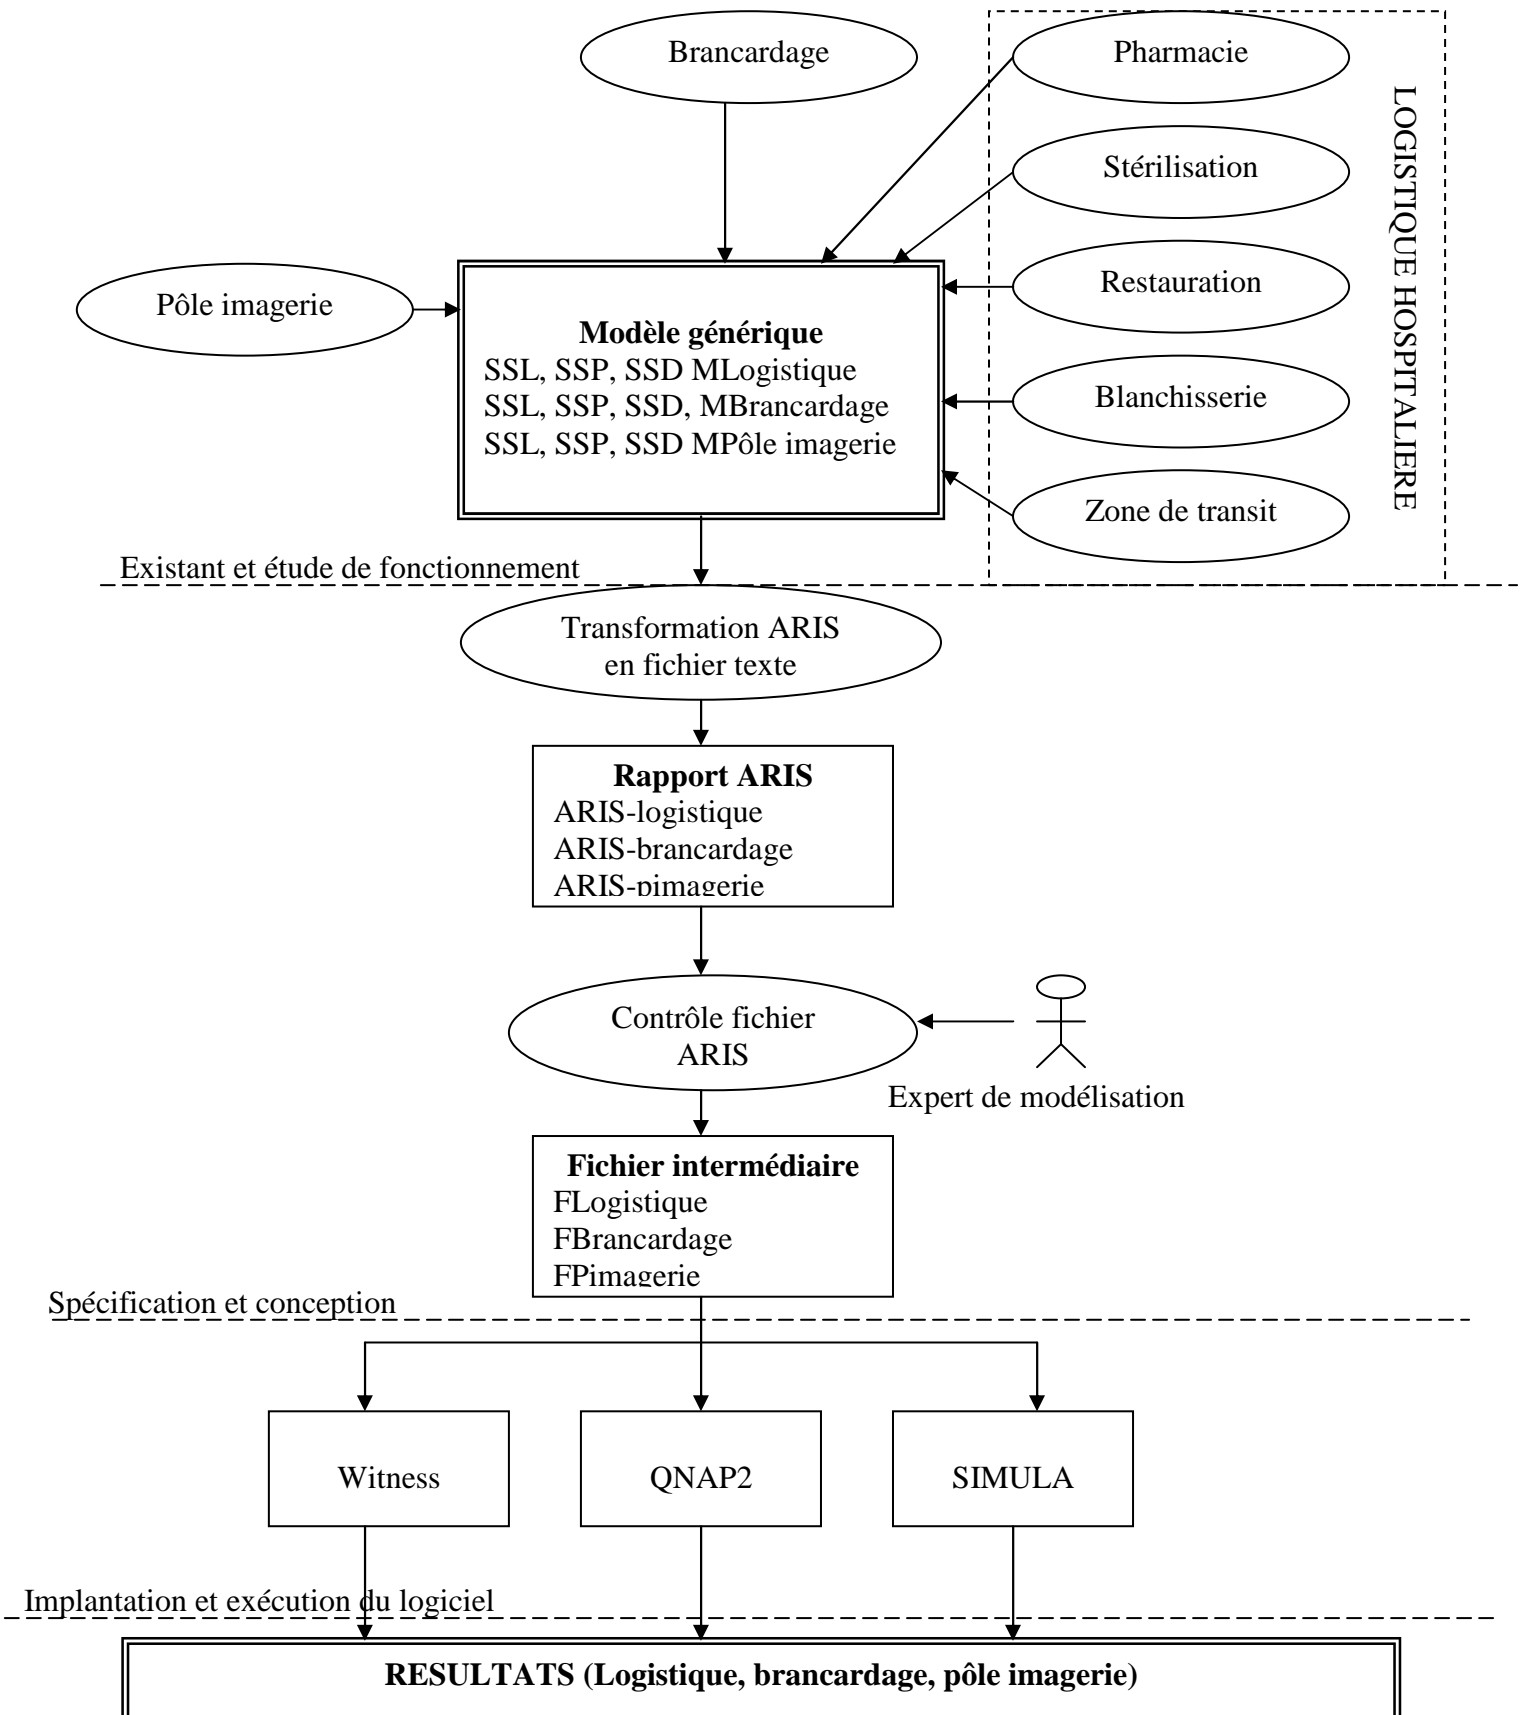 Brancardage
Pharmacie
Stérilisation
Restauration
Blanchisserie
Zone de transit
LOGISTIQUE HOSPITALIERE
Pôle imagerie
Modèle générique
SSL, SSP, SSD MLogistique
SSL, SSP, SSD, MBrancardage
SSL, SSP, SSD MPôle imagerie
Existant et étude de fonctionnement
Transformation ARIS
en fichier texte
Rapport ARIS
ARIS-logistique
ARIS-brancardage
ARIS-pimagerie
Contrôle fichier
ARIS
Expert de modélisation
Fichier intermédiaire
FLogistique
FBrancardage
FPimagerie
Spécification et conception
Witness
QNAP2
SIMULA
Implantation et exécution du logiciel
RESULTATS (Logistique, brancardage, pôle imagerie)